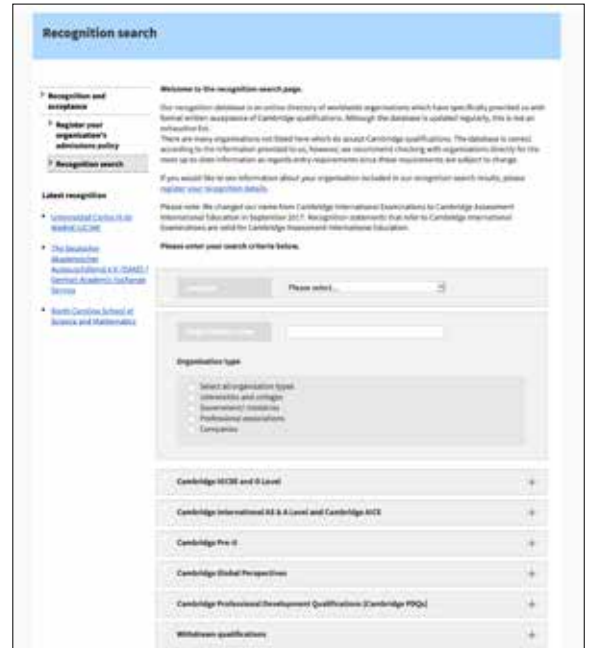 Recognition search
Recognition and
acceptance
Register your
organisation's
admissions policy
Recognition search
Latest recognition
Universidad Carlos III de
Madrid
The Deutscher
Akademischer
Austauschdienst e.V. (DAAD) /
German Academic Exchange
Service
North Carolina School of
Science and Mathematics
Welcome to the recognition search page.
Our recognition database is an online directory of worldwide organisations which have specifically provided us with
formal written acceptance of Cambridge qualifications. Although the database is updated regularly, this is not an
exhaustive list.
There are many organisations not listed here which do accept Cambridge qualifications. The database is correct
according to the information provided to us, however, we recommend checking with organisations directly for the
most up to date information as regards entry requirements since these requirements are subject to change.
If you would like to see information about your organisation included in our recognition search results, please
register your recognition details.
Please note: We changed our name from Cambridge International Examinations to Cambridge Assessment
International Education in September 2017. Recognition statements that refer to Cambridge International
Examinations are valid for Cambridge Assessment International Education.
Please enter your search criteria below.
Please select...
Organisation type
Select all organisation types
Universities and colleges
Government/ ministries
Professional associations
Companies
Cambridge IGCSE and O Level +
Cambridge International AS & A Level and Cambridge AICE +
Cambridge Pre-U +
Cambridge Global Perspectives +
Cambridge Professional Development Qualifications (Cambridge PDQs) +
Withdrawn qualifications +